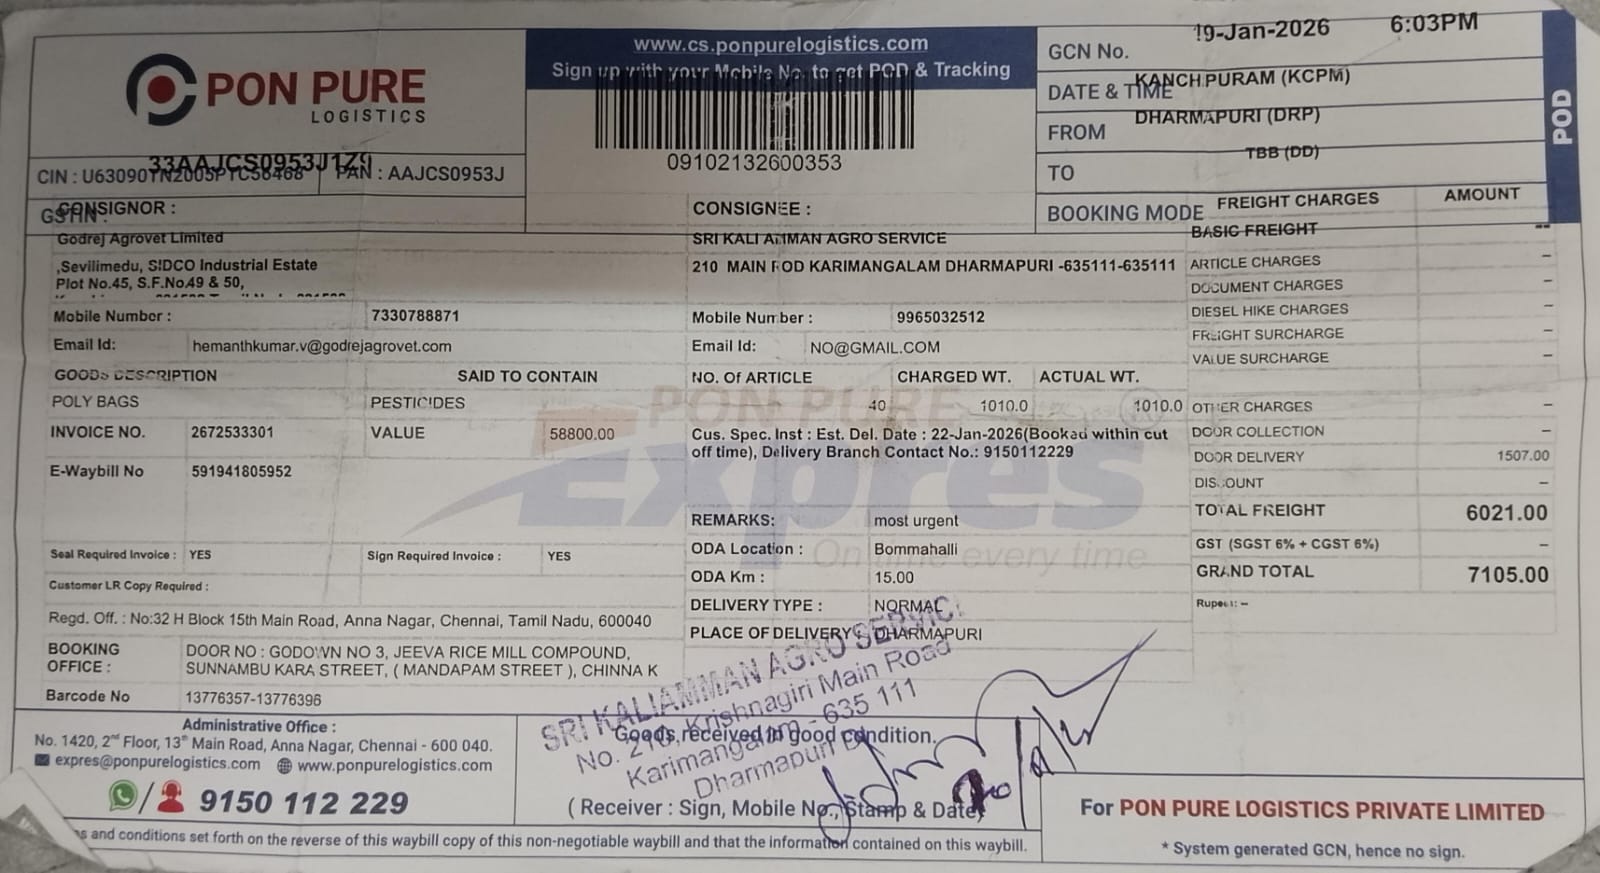 PON PURE
LOGISTICS
www.cs.ponpurelogistics.com
Sign up with your Mobile No. to get POD & Tracking
09102132600353
GCN No.
19-Jan-2026 6:03PM
DATE & TIME
KANCHPURAM (KCPM)
FROM
DHARMAPURI (DRP)
TO
TBB (DD)
BOOKING MODE
POD
33AAJCS0953J1Z9
CIN : U63090TN2005PTC56468 PAN : AAJCS0953J
GSTIN :
CONSIGNOR :
Godrej Agrovet Limited
,Sevilimedu, SIDCO Industrial Estate
Plot No.45, S.F.No.49 & 50,
Mobile Number : 7330788871
Email Id: hemanthkumar.v@godrejagrovet.com
CONSIGNEE :
SRI KALI AMMAN AGRO SERVICE
210 MAIN ROD KARIMANGALAM DHARMAPURI -635111-635111
Mobile Number : 9965032512
Email Id: NO@GMAIL.COM
GOODS DESCRIPTION SAID TO CONTAIN NO. Of ARTICLE CHARGED WT. ACTUAL WT.
POLY BAGS PESTICIDES 40 1010.0 1010.0
INVOICE NO. 2672533301 VALUE 58800.00
E-Waybill No 591941805952
Cus. Spec. Inst : Est. Del. Date : 22-Jan-2026(Booked within cut
off time), Delivery Branch Contact No.: 9150112229
PON PURE
Expres
On time every time
REMARKS: most urgent
Seal Required Invoice : YES Sign Required Invoice : YES
ODA Location : Bommahalli
Customer LR Copy Required :
ODA Km : 15.00
Regd. Off. : No:32 H Block 15th Main Road, Anna Nagar, Chennai, Tamil Nadu, 600040
DELIVERY TYPE : NORMAL
PLACE OF DELIVERY : DHARMAPURI
BOOKING OFFICE : DOOR NO : GODOWN NO 3, JEEVA RICE MILL COMPOUND,
SUNNAMBU KARA STREET, ( MANDAPAM STREET ), CHINNA K
Barcode No 13776357-13776396
FREIGHT CHARGES AMOUNT
BASIC FREIGHT --
ARTICLE CHARGES –
DOCUMENT CHARGES –
DIESEL HIKE CHARGES –
FREIGHT SURCHARGE –
VALUE SURCHARGE –
OTHER CHARGES –
DOOR COLLECTION –
DOOR DELIVERY 1507.00
DISCOUNT –
TOTAL FREIGHT 6021.00
GST (SGST 6% + CGST 6%) –
GRAND TOTAL 7105.00
Rupees: –
Administrative Office :
No. 1420, 2nd Floor, 13th Main Road, Anna Nagar, Chennai - 600 040.
expres@ponpurelogistics.com www.ponpurelogistics.com
9150 112 229
SRI KALIAMMAN AGRO SERVIC
No. 210, Krishnagiri Main Road
Karimangalam - 635 111
Dharmapuri
Goods received in good condition.
( Receiver : Sign, Mobile No., Stamp & Date)
For PON PURE LOGISTICS PRIVATE LIMITED
* System generated GCN, hence no sign.
and conditions set forth on the reverse of this waybill copy of this non-negotiable waybill and that the information contained on this waybill.